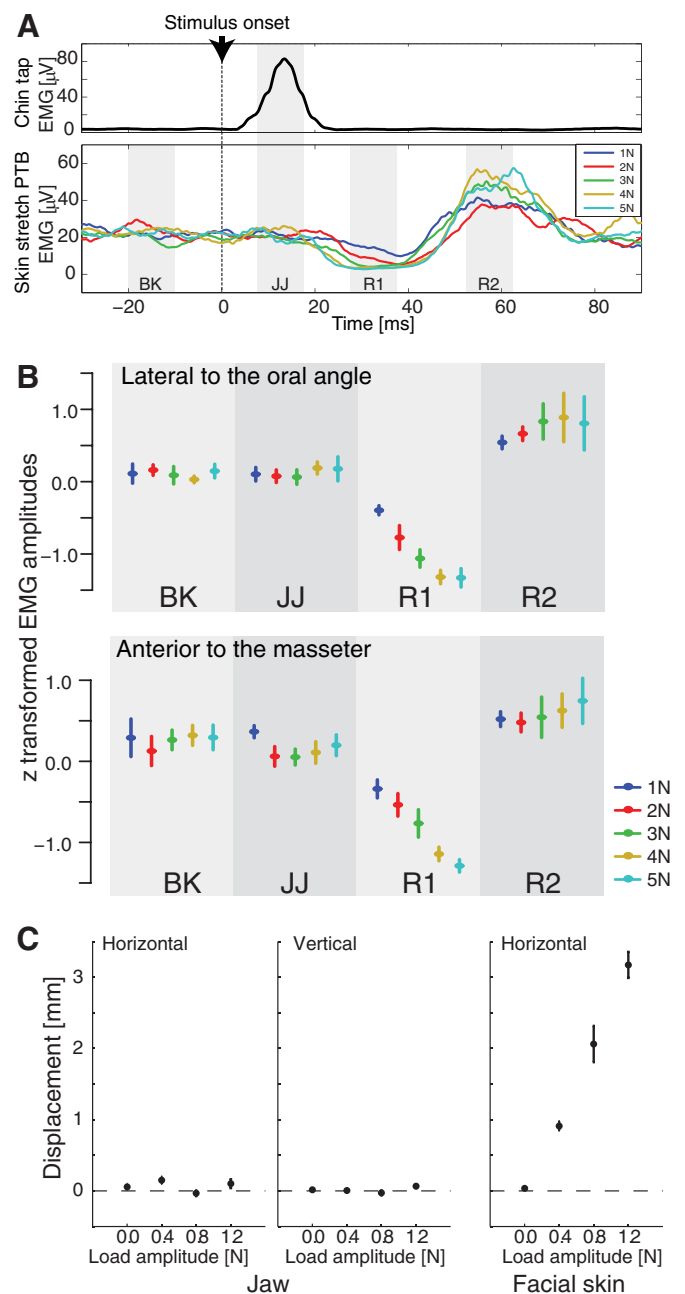 A
Stimulus onset
Chin tap
EMG [μV]
80
40
0
Skin stretch PTB
EMG [μV]
60
40
20
0
1N
2N
3N
4N
5N
BK
JJ
R1
R2
−20
0
20
40
60
80
Time [ms]
B
z transformed EMG amplitudes
Lateral to the oral angle
1.0
0.0
−1.0
BK
JJ
R1
R2
Anterior to the masseter
1.0
0.0
−1.0
BK
JJ
R1
R2
1N
2N
3N
4N
5N
C
Displacement [mm]
Horizontal
Vertical
Horizontal
3
2
1
0
0.0 0.4 0.8 1.2
0.0 0.4 0.8 1.2
0.0 0.4 0.8 1.2
Load amplitude [N]
Load amplitude [N]
Load amplitude [N]
Jaw
Facial skin